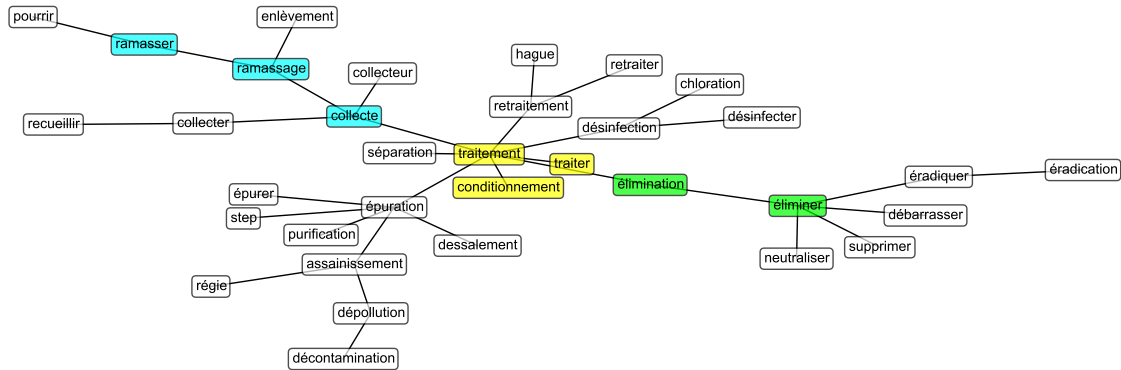 pourrir
enlèvement
ramasser
ramassage
hague
retraiter
collecteur
chloration
retraitement
collecte
désinfecter
recueillir
collecter
désinfection
séparation
traitement
traiter
éradication
éradiquer
élimination
conditionnement
épurer
éliminer
épuration
step
débarrasser
purification
dessalement
supprimer
neutraliser
assainissement
régie
dépollution
décontamination